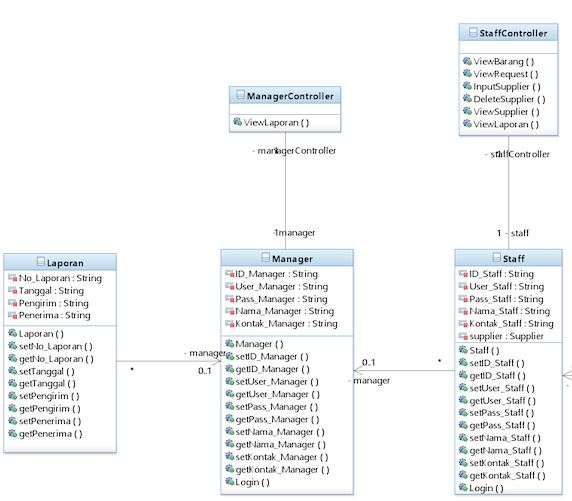 StaffController
ViewBarang ( )
ViewRequest ( )
InputSupplier ( )
DeleteSupplier ( )
ViewSupplier ( )
ViewLaporan ( )
ManagerController
ViewLaporan ( )
- managerController
1
- staffController
1
1
- manager
1
- staff
Laporan
No_Laporan : String
Tanggal : String
Pengirim : String
Penerima : String
Laporan ( )
setNo_Laporan ( )
getNo_Laporan ( )
setTanggal ( )
getTanggal ( )
setPengirim ( )
getPengirim ( )
setPenerima ( )
getPenerima ( )
- manager
*
0..1
Manager
ID_Manager : String
User_Manager : String
Pass_Manager : String
Nama_Manager : String
Kontak_Manager : String
Manager ( )
setID_Manager ( )
getID_Manager ( )
setUser_Manager ( )
getUser_Manager ( )
setPass_Manager ( )
getPass_Manager ( )
setNama_Manager ( )
getNama_Manager ( )
setKontak_Manager ( )
getKontak_Manager ( )
Login ( )
0..1
*
- manager
Staff
ID_Staff : String
User_Staff : String
Pass_Staff : String
Nama_Staff : String
Kontak_Staff : String
supplier : Supplier
Staff ( )
setID_Staff ( )
getID_Staff ( )
setUser_Staff ( )
getUser_Staff ( )
setPass_Staff ( )
getPass_Staff ( )
setNama_Staff ( )
getNama_Staff ( )
setKontak_Staff ( )
getKontak_Staff ( )
Login ( )
-